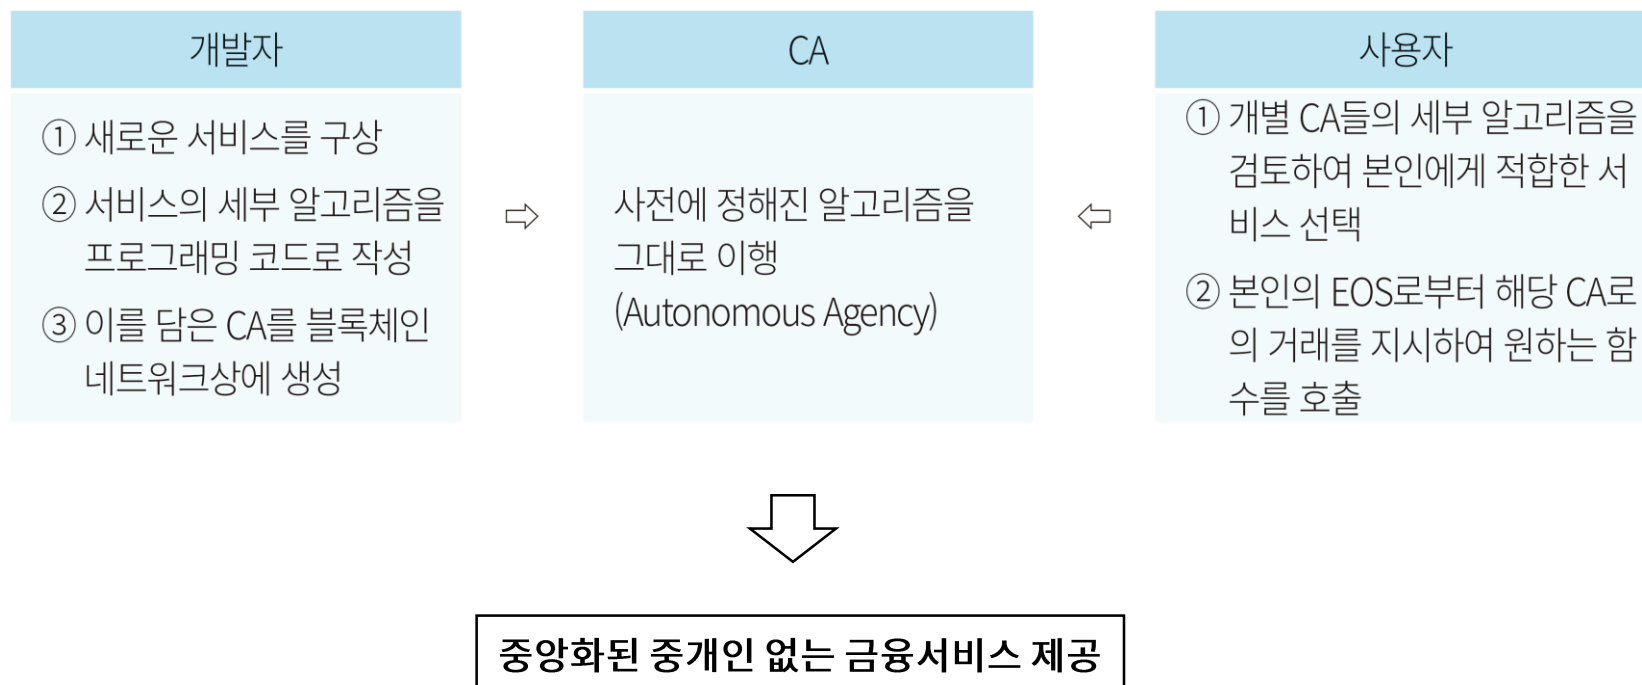 개발자
① 새로운 서비스를 구상
② 서비스의 세부 알고리즘을
프로그래밍 코드로 작성
③ 이를 담은 CA를 블록체인
네트워크상에 생성
CA
사전에 정해진 알고리즘을
그대로 이행
(Autonomous Agency)
사용자
① 개별 CA들의 세부 알고리즘을
검토하여 본인에게 적합한 서
비스 선택
② 본인의 EOS로부터 해당 CA로
의 거래를 지시하여 원하는 함
수를 호출
중앙화된 중개인 없는 금융서비스 제공